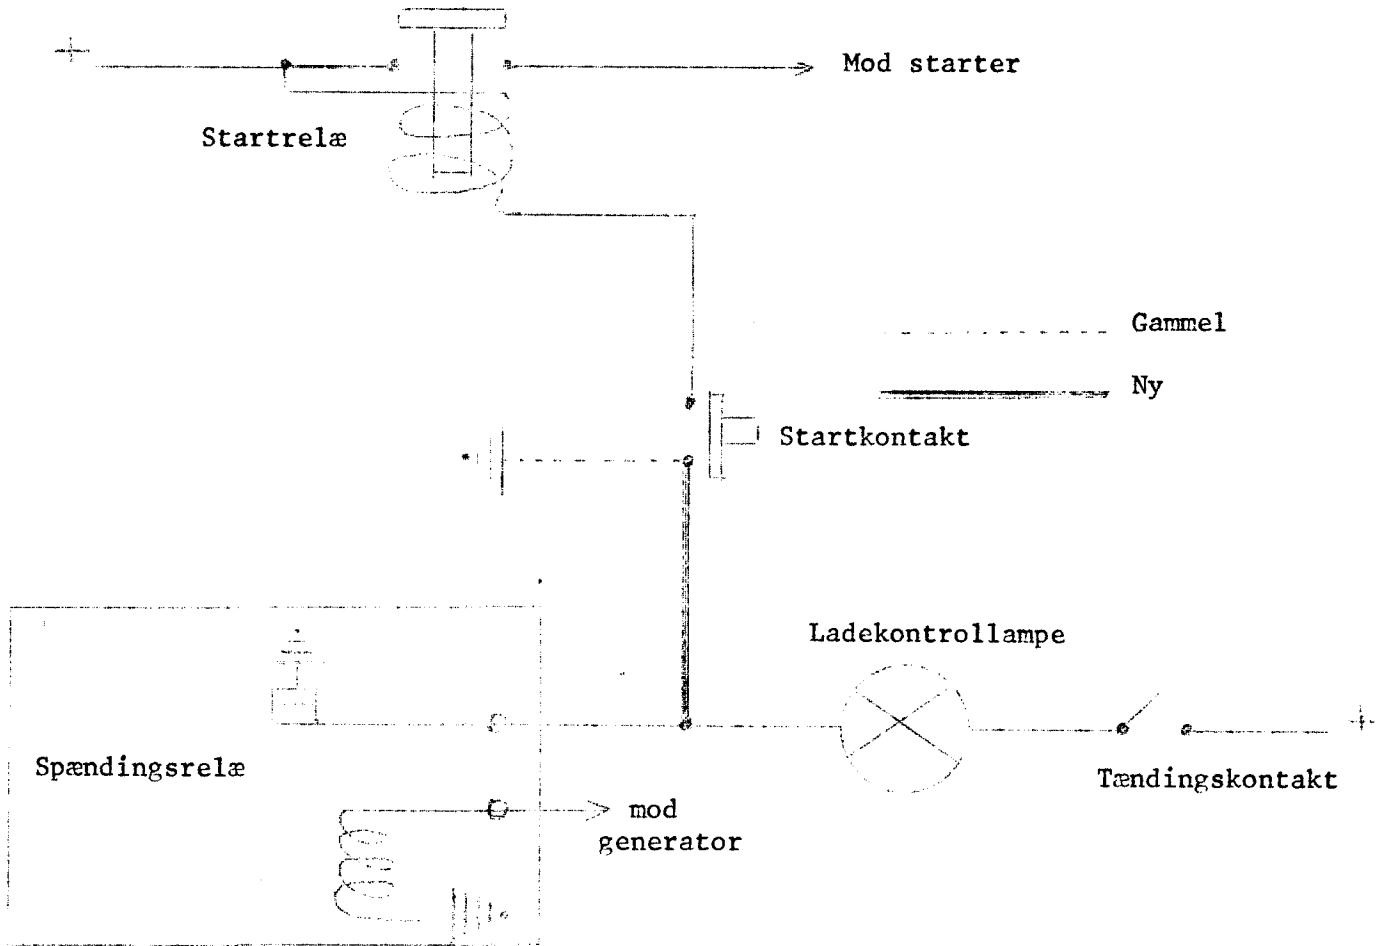 +
Mod starter
Startrelæ
Gammel
Ny
Startkontakt
Ladekontrollampe
+
Spændingsrelæ
Tændingskontakt
mod
generator